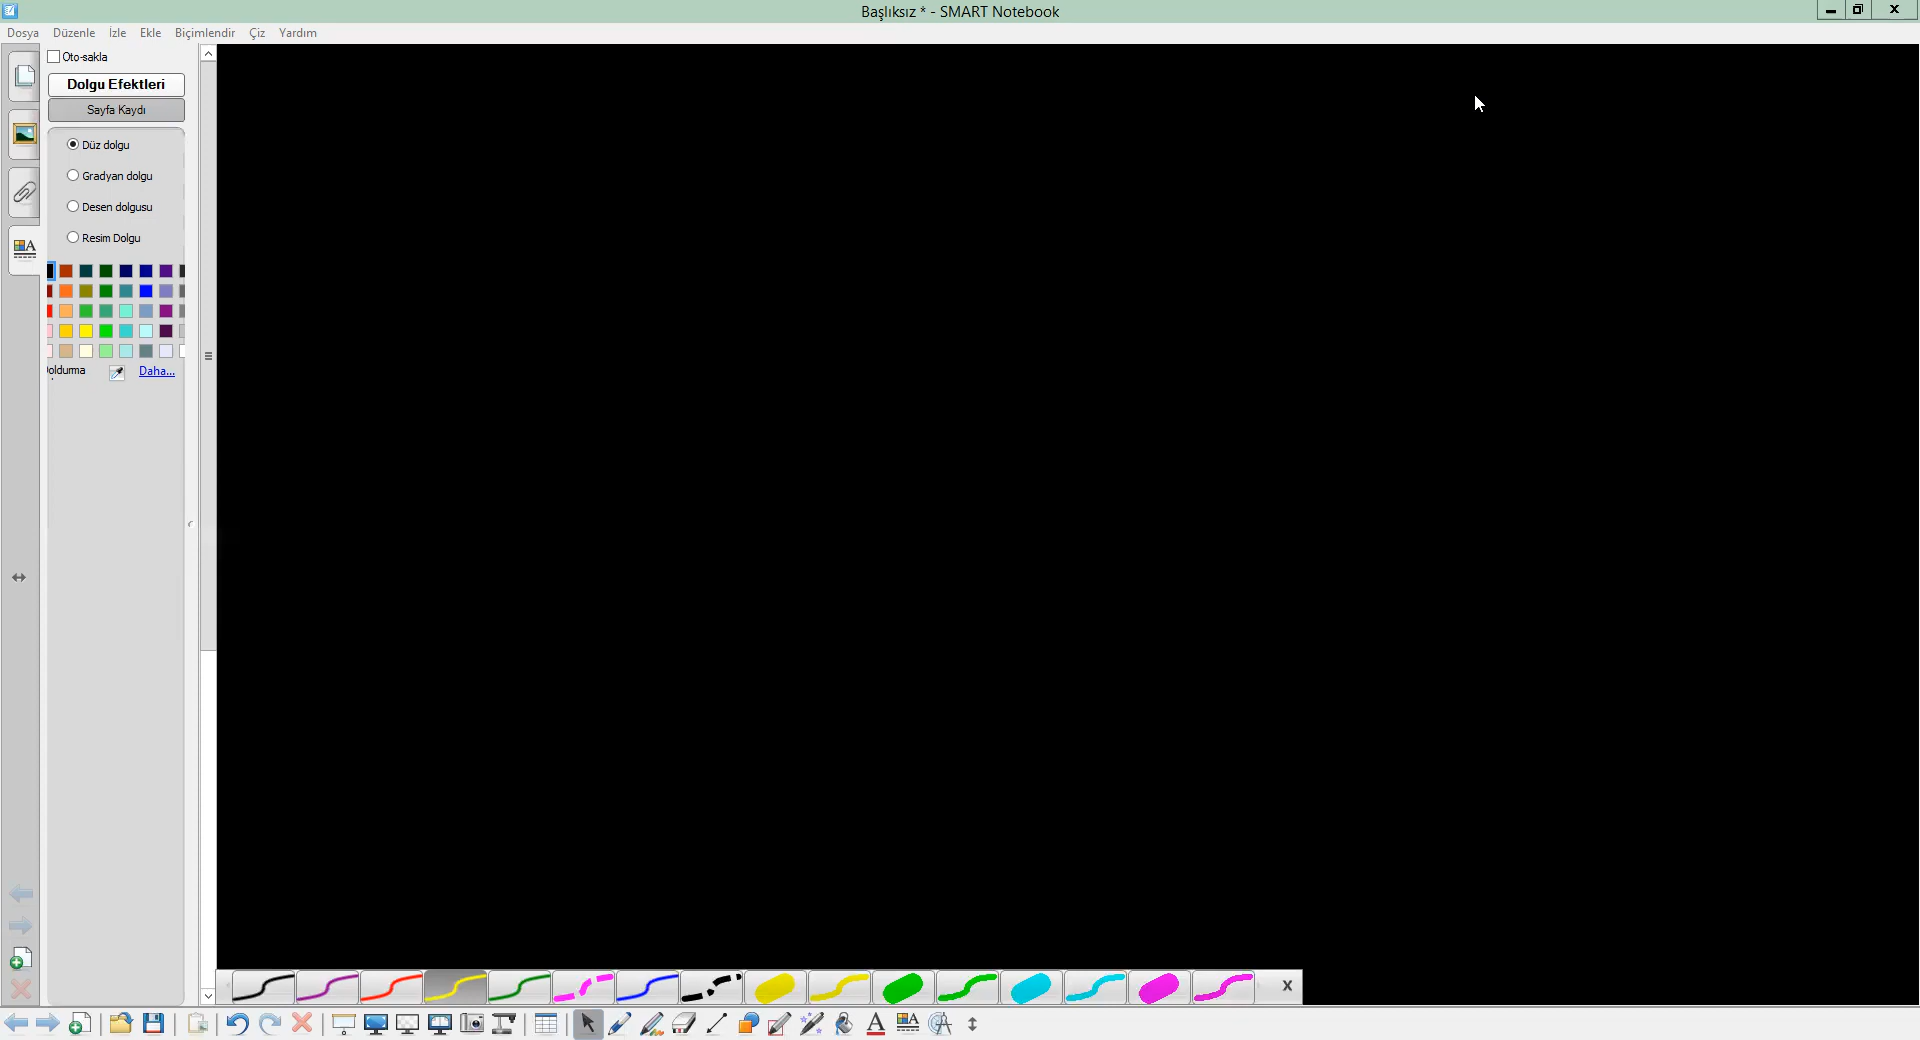 Başlıksız * - SMART Notebook
Dosya Düzenle İzle Ekle Biçimlendir Çiz Yardım
Oto-sakla
Dolgu Efektleri
Sayfa Kaydı
Düz dolgu
Gradyan dolgu
Desen dolgusu
Resim Dolgu
oldurma Daha...